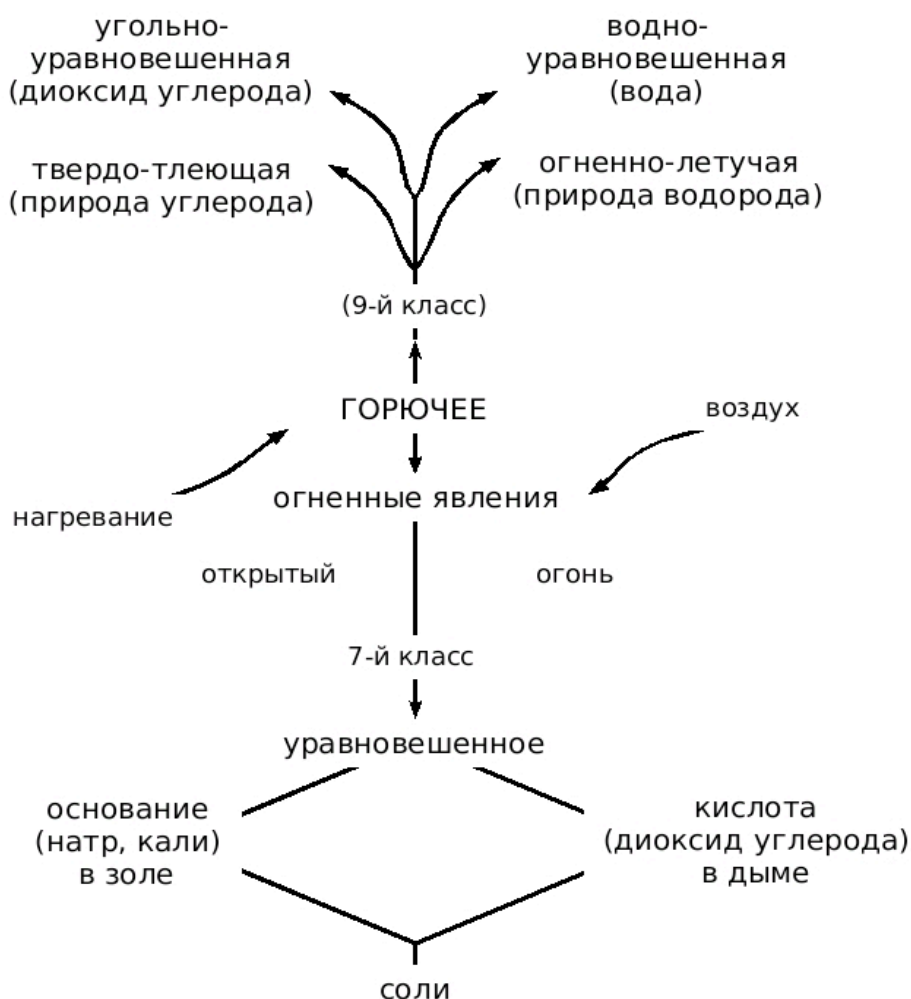 угольно-
уравновешенная
(диоксид углерода)
водно-
уравновешенная
(вода)
твердо-тлеющая
(природа углерода)
огненно-летучая
(природа водорода)
(9-й класс)
ГОРЮЧЕЕ
воздух
нагревание
огненные явления
открытый
огонь
7-й класс
уравновешенное
основание
(натр, кали)
в золе
кислота
(диоксид углерода)
в дыме
соли